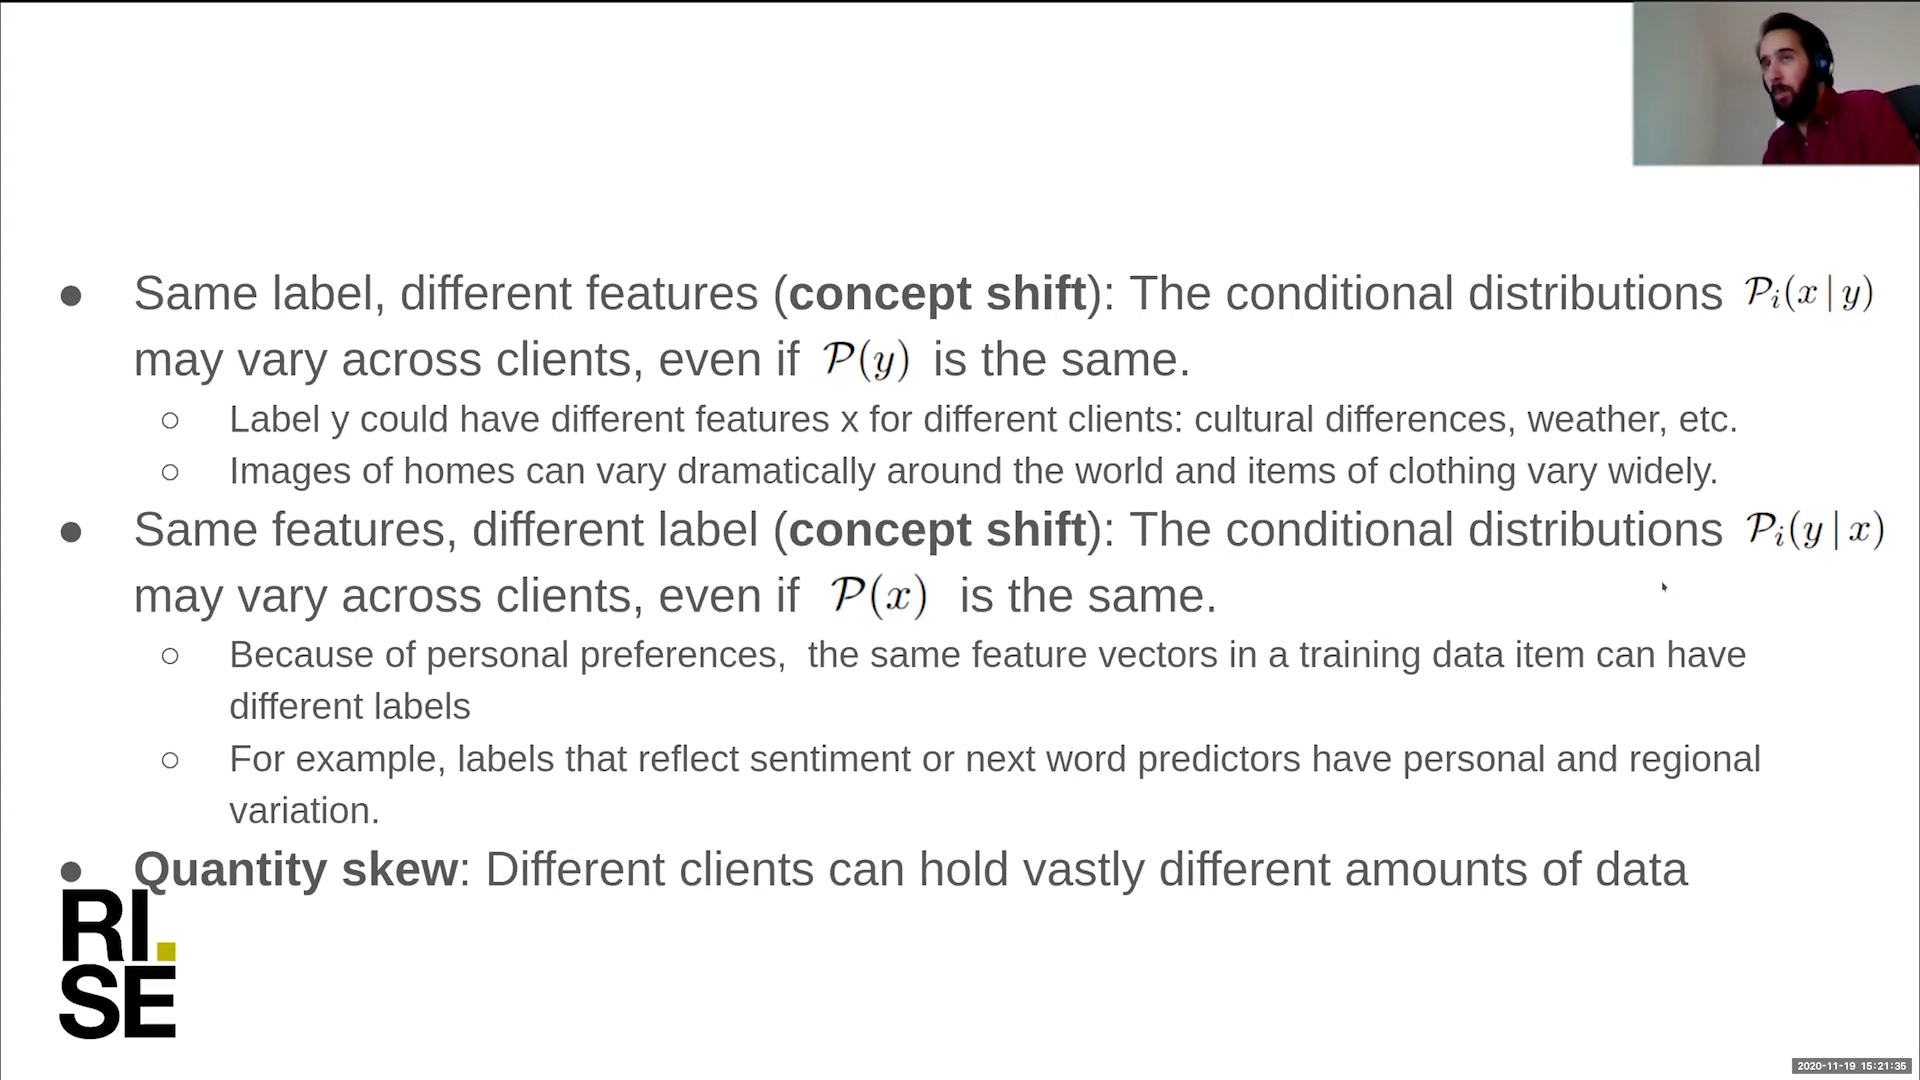 ● Same label, different features (concept shift): The conditional distributions 𝒫ᵢ(x | y)
may vary across clients, even if 𝒫(y) is the same.
○ Label y could have different features x for different clients: cultural differences, weather, etc.
○ Images of homes can vary dramatically around the world and items of clothing vary widely.
● Same features, different label (concept shift): The conditional distributions 𝒫ᵢ(y | x)
may vary across clients, even if 𝒫(x) is the same.
○ Because of personal preferences, the same feature vectors in a training data item can have
different labels
○ For example, labels that reflect sentiment or next word predictors have personal and regional
variation.
● Quantity skew: Different clients can hold vastly different amounts of data
RI.
SE
2020-11-19 15:21:35